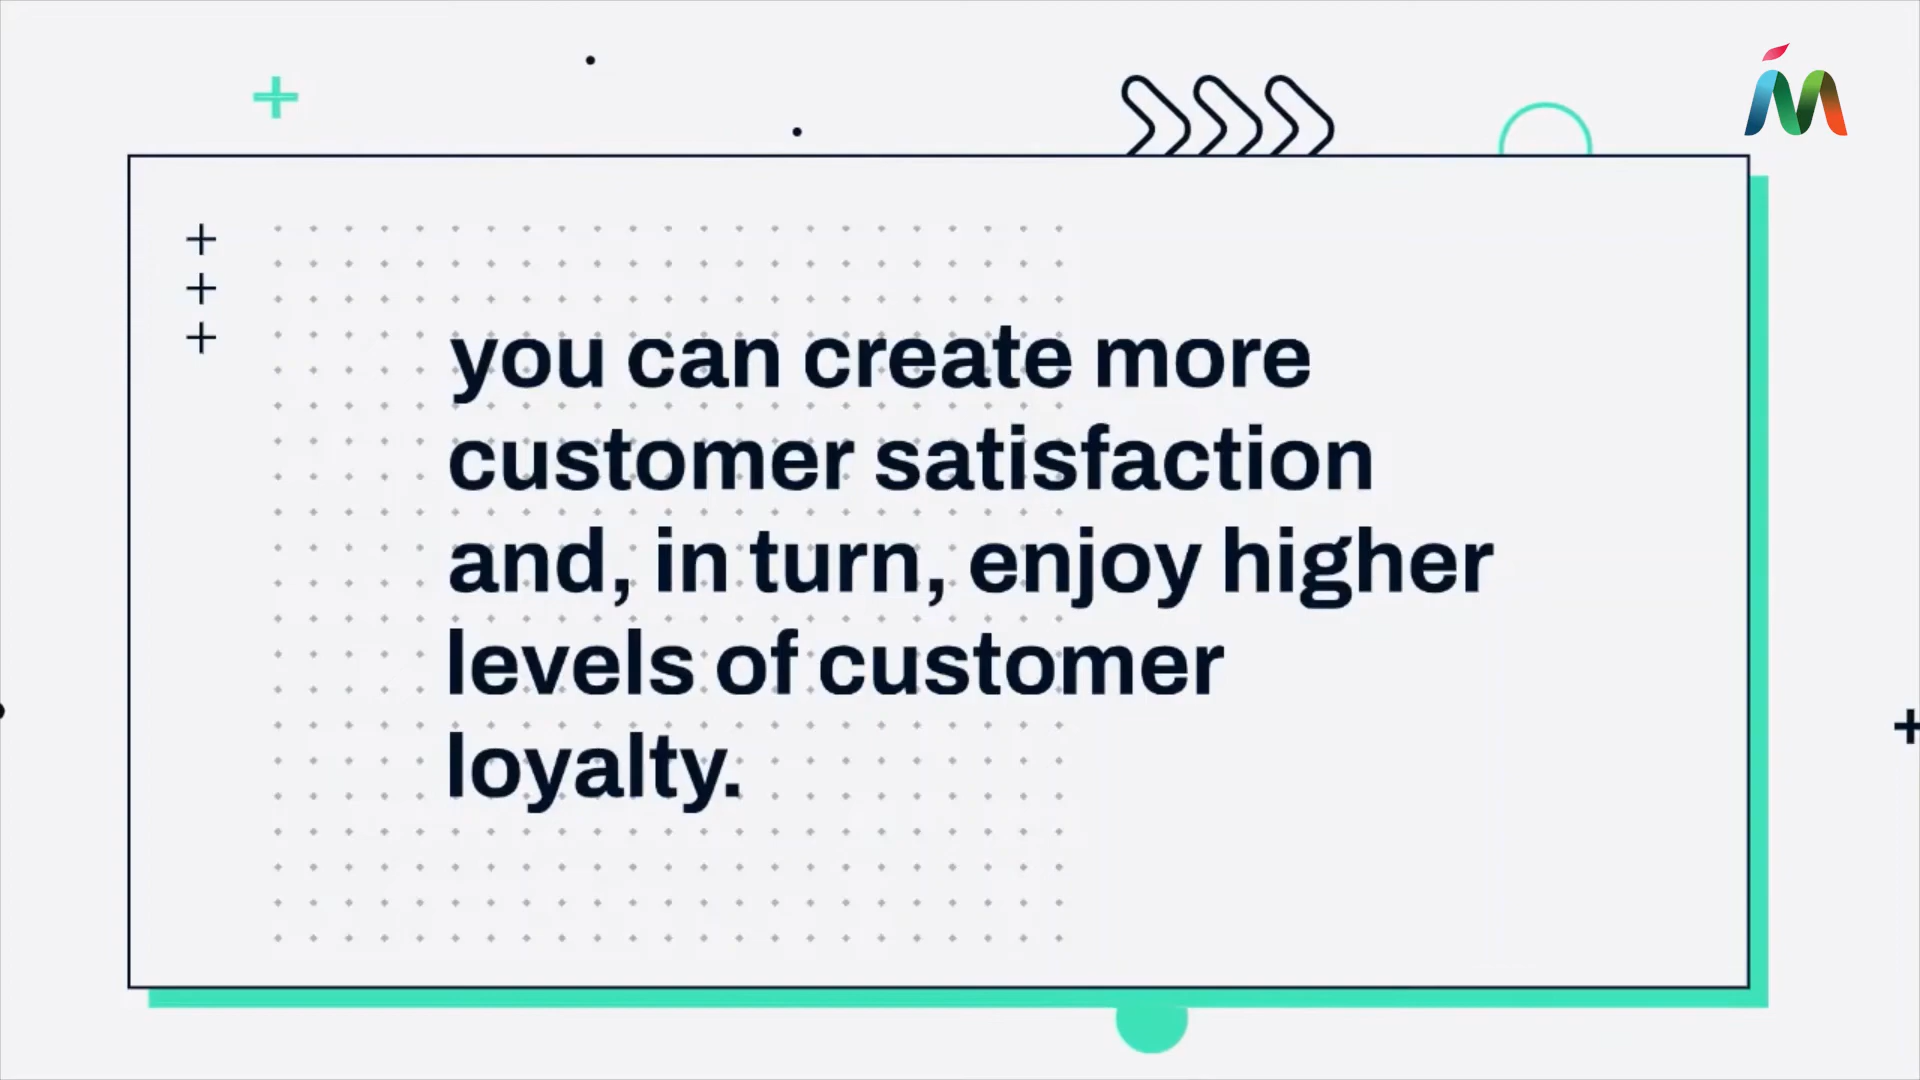 you can create more
customer satisfaction
and, in turn, enjoy higher
levels of customer
loyalty.